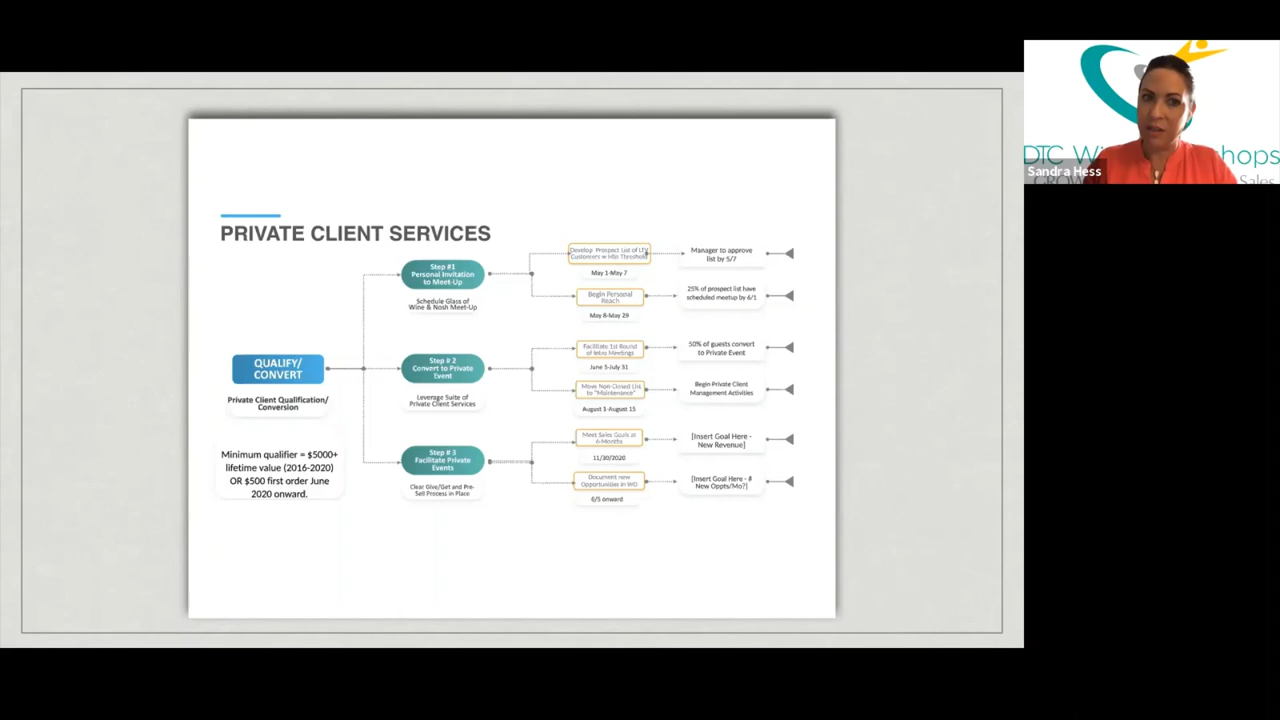 PRIVATE CLIENT SERVICES
QUALIFY/
CONVERT
Private Client Qualification/
Conversion
Minimum qualifier = $5000+
lifetime value (2016-2020)
OR $500 first order June
2020 onward.
Step #1
Personal Invitation
to Meet-Up
Schedule Glass of
Wine & Nosh Meet-Up
Develop Prospect List of LTV
Customers w High Threshold
May 1-May 7
Manager to approve
list by 5/7
Begin Personal
Reach
May 8-May 29
25% of prospect list have
scheduled meetup by 6/1
Step # 2
Convert to Private
Event
Leverage Suite of
Private Client Services
Facilitate 1st Round
of Intro Meetings
June 5-July 31
50% of guests convert
to Private Event
Move Non-Closed List
to "Maintenance"
August 1-August 15
Begin Private Client
Management Activities
Step # 3
Facilitate Private
Events
Clear Give/Get and Pre-
Sell Process in Place
Meet Sales Goals at
6-Months
11/30/2020
[Insert Goal Here -
New Revenue]
Document new
Opportunities in WD
6/5 onward
[Insert Goal Here - #
New Oppts/Mo?]
DTC Wi hops
Sandra Hess
Sales